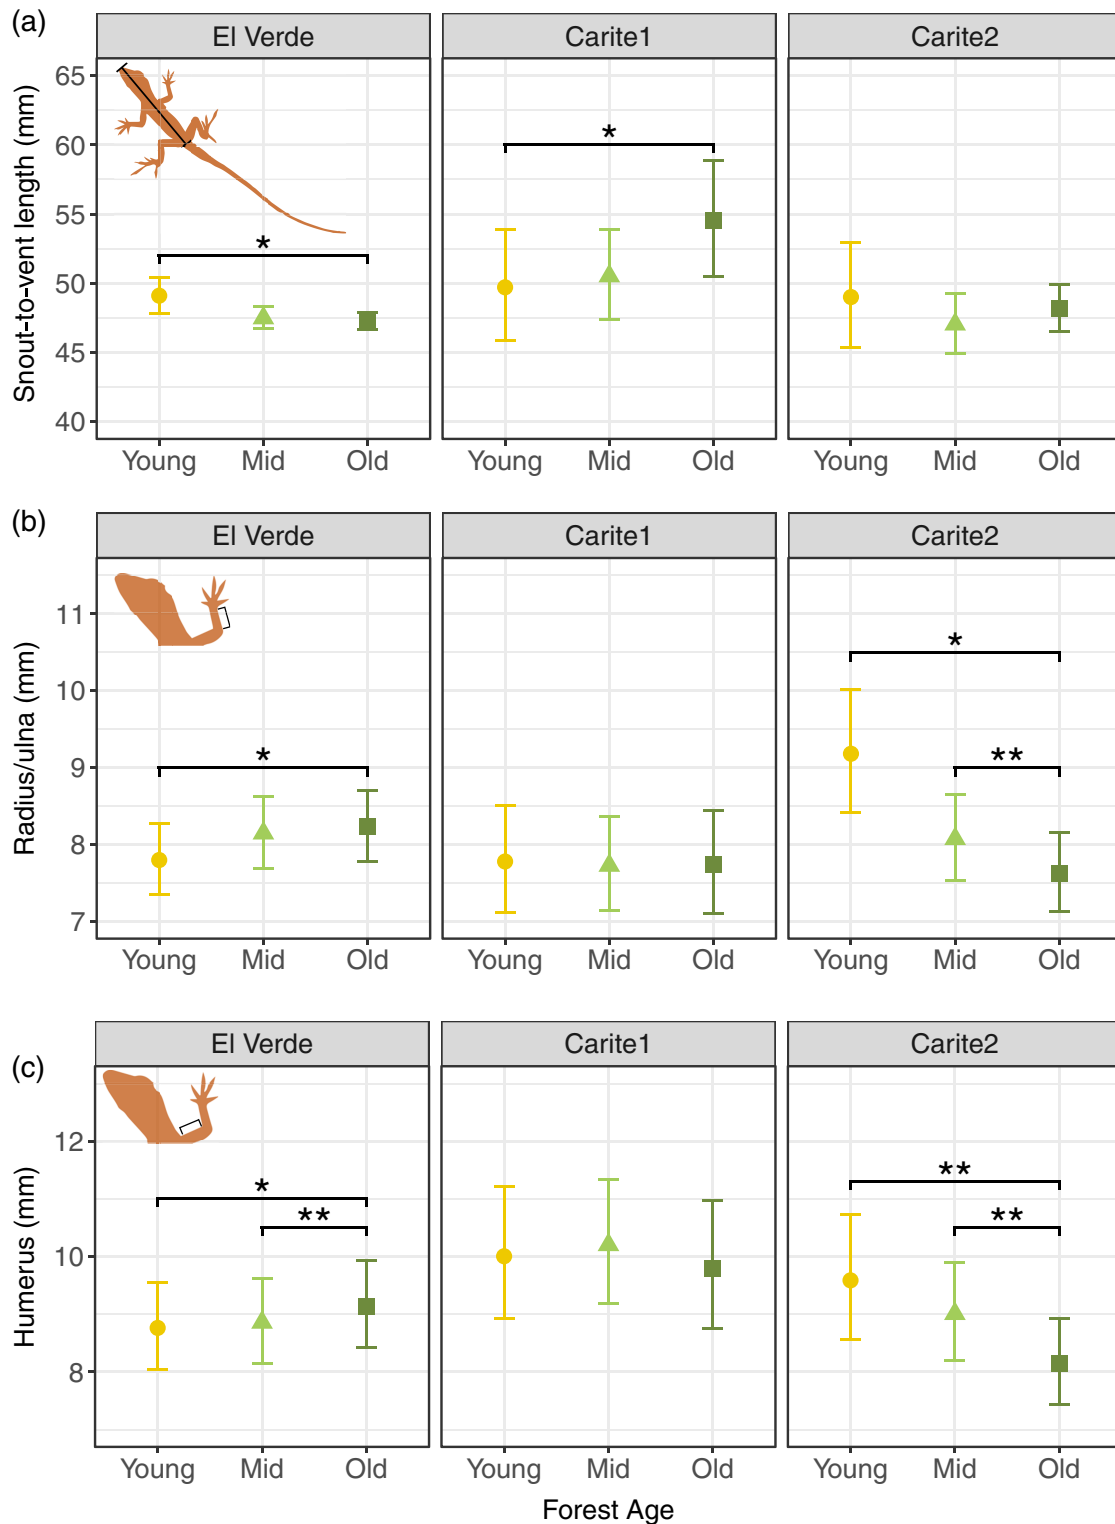 (a)
El Verde Carite1 Carite2
Snout-to-vent length (mm)
65
60
55
50
45
40
*
*
Young Mid Old Young Mid Old Young Mid Old
(b)
El Verde Carite1 Carite2
Radius/ulna (mm)
11
10
9
8
7
*
*
**
Young Mid Old Young Mid Old Young Mid Old
(c)
El Verde Carite1 Carite2
Humerus (mm)
12
10
8
*
**
**
**
Young Mid Old Young Mid Old Young Mid Old
Forest Age